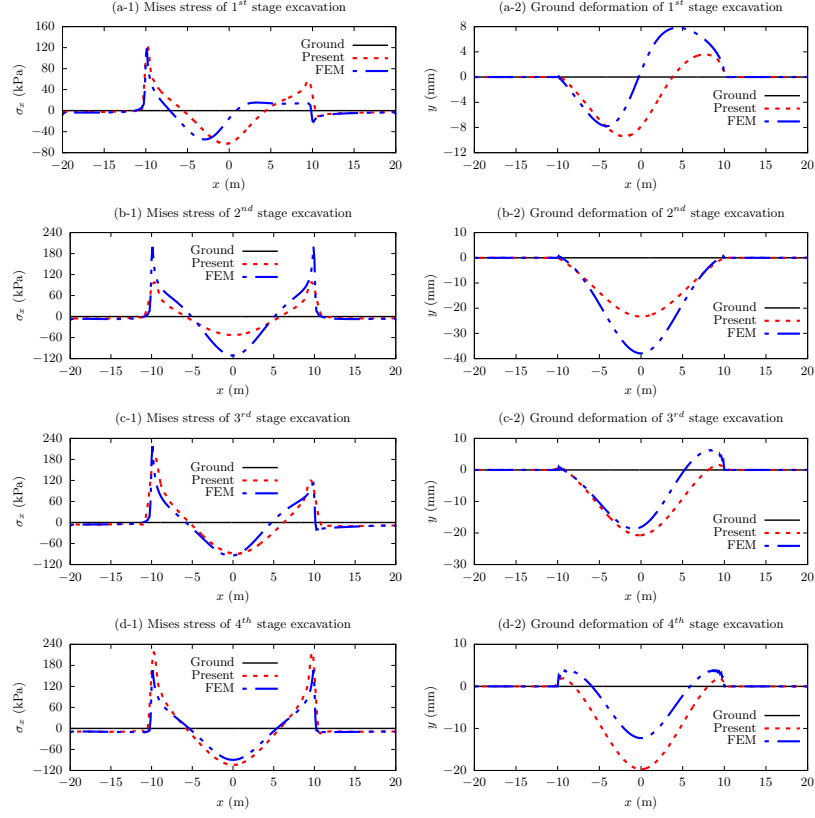 (a-1) Mises stress of 1st stage excavation
160
120
80
40
0
−40
−80
σx (kPa)
Ground
Present
FEM
−20 −15 −10 −5 0 5 10 15 20
x (m)
(a-2) Ground deformation of 1st stage excavation
8
4
0
−4
−8
−12
y (mm)
Ground
Present
FEM
−20 −15 −10 −5 0 5 10 15 20
x (m)
(b-1) Mises stress of 2nd stage excavation
240
180
120
60
0
−60
−120
σx (kPa)
Ground
Present
FEM
−20 −15 −10 −5 0 5 10 15 20
x (m)
(b-2) Ground deformation of 2nd stage excavation
10
0
−10
−20
−30
−40
y (mm)
Ground
Present
FEM
−20 −15 −10 −5 0 5 10 15 20
x (m)
(c-1) Mises stress of 3rd stage excavation
240
180
120
60
0
−60
−120
σx (kPa)
Ground
Present
FEM
−20 −15 −10 −5 0 5 10 15 20
x (m)
(c-2) Ground deformation of 3rd stage excavation
10
0
−10
−20
−30
y (mm)
Ground
Present
FEM
−20 −15 −10 −5 0 5 10 15 20
x (m)
(d-1) Mises stress of 4th stage excavation
240
180
120
60
0
−60
−120
σx (kPa)
Ground
Present
FEM
−20 −15 −10 −5 0 5 10 15 20
x (m)
(d-2) Ground deformation of 4th stage excavation
10
0
−10
−20
y (mm)
Ground
Present
FEM
−20 −15 −10 −5 0 5 10 15 20
x (m)